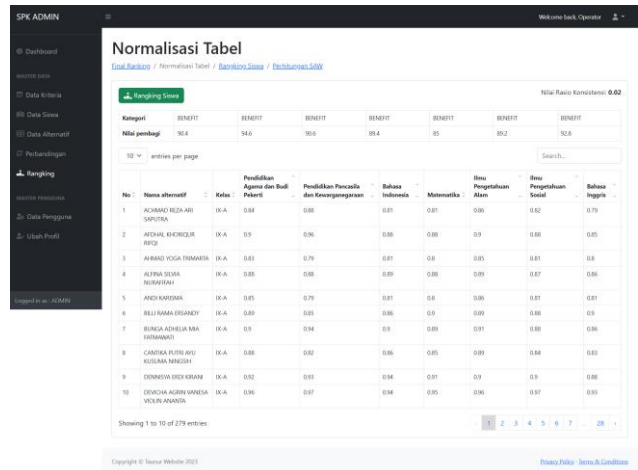 SPK ADMIN
Welcome back, Operator
Dashboard
MASTER DATA
Data Kriteria
Data Siswa
Data Alternatif
Perbandingan
Rangking
MASTER PENGGUNA
Data Pengguna
Ubah Profil
Logged in as : ADMIN
Normalisasi Tabel
Final Ranking / Normalisasi Tabel / Rangking Siswa / Perhitungan SAW
Rangking Siswa
Nilai Rasio Konsistensi 0.02
Kategori BENEFIT BENEFIT BENEFIT BENEFIT BENEFIT BENEFIT BENEFIT
Nilai pembagi 90.4 94.6 90.6 89.4 85 89.2 92.8
10 entries per page
Search...
No Nama alternatif Kelas Pendidikan Agama dan Budi Pekerti Pendidikan Pancasila dan Kewarganegaraan Bahasa Indonesia Matematika Ilmu Pengetahuan Alam Ilmu Pengetahuan Sosial Bahasa Inggris
1 ACHMAD REZA ARI SAPUTRA IX-A 0.84 0.88 0.81 0.81 0.86 0.82 0.79
2 AFDHAL KHORIQUR RIFQI IX-A 0.9 0.96 0.88 0.88 0.9 0.88 0.85
3 AHMAD YOGA TRIMARTA IX-A 0.83 0.79 0.81 0.8 0.85 0.81 0.8
4 ALFINA SILVIA NURAFIFAH IX-A 0.88 0.88 0.89 0.88 0.89 0.87 0.86
5 ANDI KARISMA IX-A 0.85 0.79 0.81 0.8 0.86 0.81 0.81
6 BILLI RAMA ERSANDY IX-A 0.89 0.85 0.86 0.9 0.89 0.88 0.9
7 BUNGA ADHELIA MIA FATMAWATI IX-A 0.9 0.94 0.9 0.89 0.91 0.88 0.86
8 CANTIKA PUTRI AYU KUSUMA NINGSIH IX-A 0.88 0.82 0.86 0.85 0.89 0.84 0.83
9 DENNISYA ERDI KIRANI IX-A 0.92 0.93 0.94 0.91 0.9 0.9 0.88
10 DEVICHA AGRIN VANESA VIOLIN ANANTA IX-A 0.96 0.97 0.94 0.95 0.96 0.97 0.93
Showing 1 to 10 of 279 entries
‹ 1 2 3 4 5 6 7 … 28 ›
Copyright © Your Website 2023
Privacy Policy · Terms & Conditions